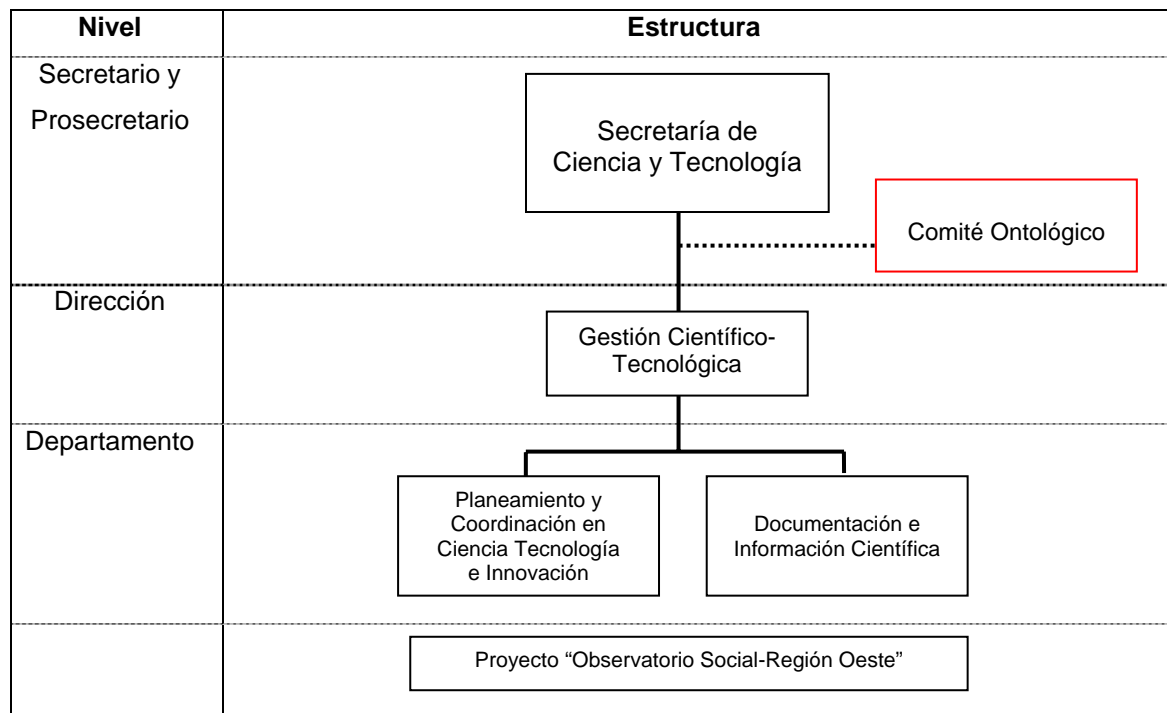 Nivel
Estructura
Secretario y
Prosecretario
Secretaría de
Ciencia y Tecnología
Comité Ontológico
Dirección
Gestión Científico-
Tecnológica
Departamento
Planeamiento y
Coordinación en
Ciencia Tecnología
e Innovación
Documentación e
Información Científica
Proyecto “Observatorio Social-Región Oeste”